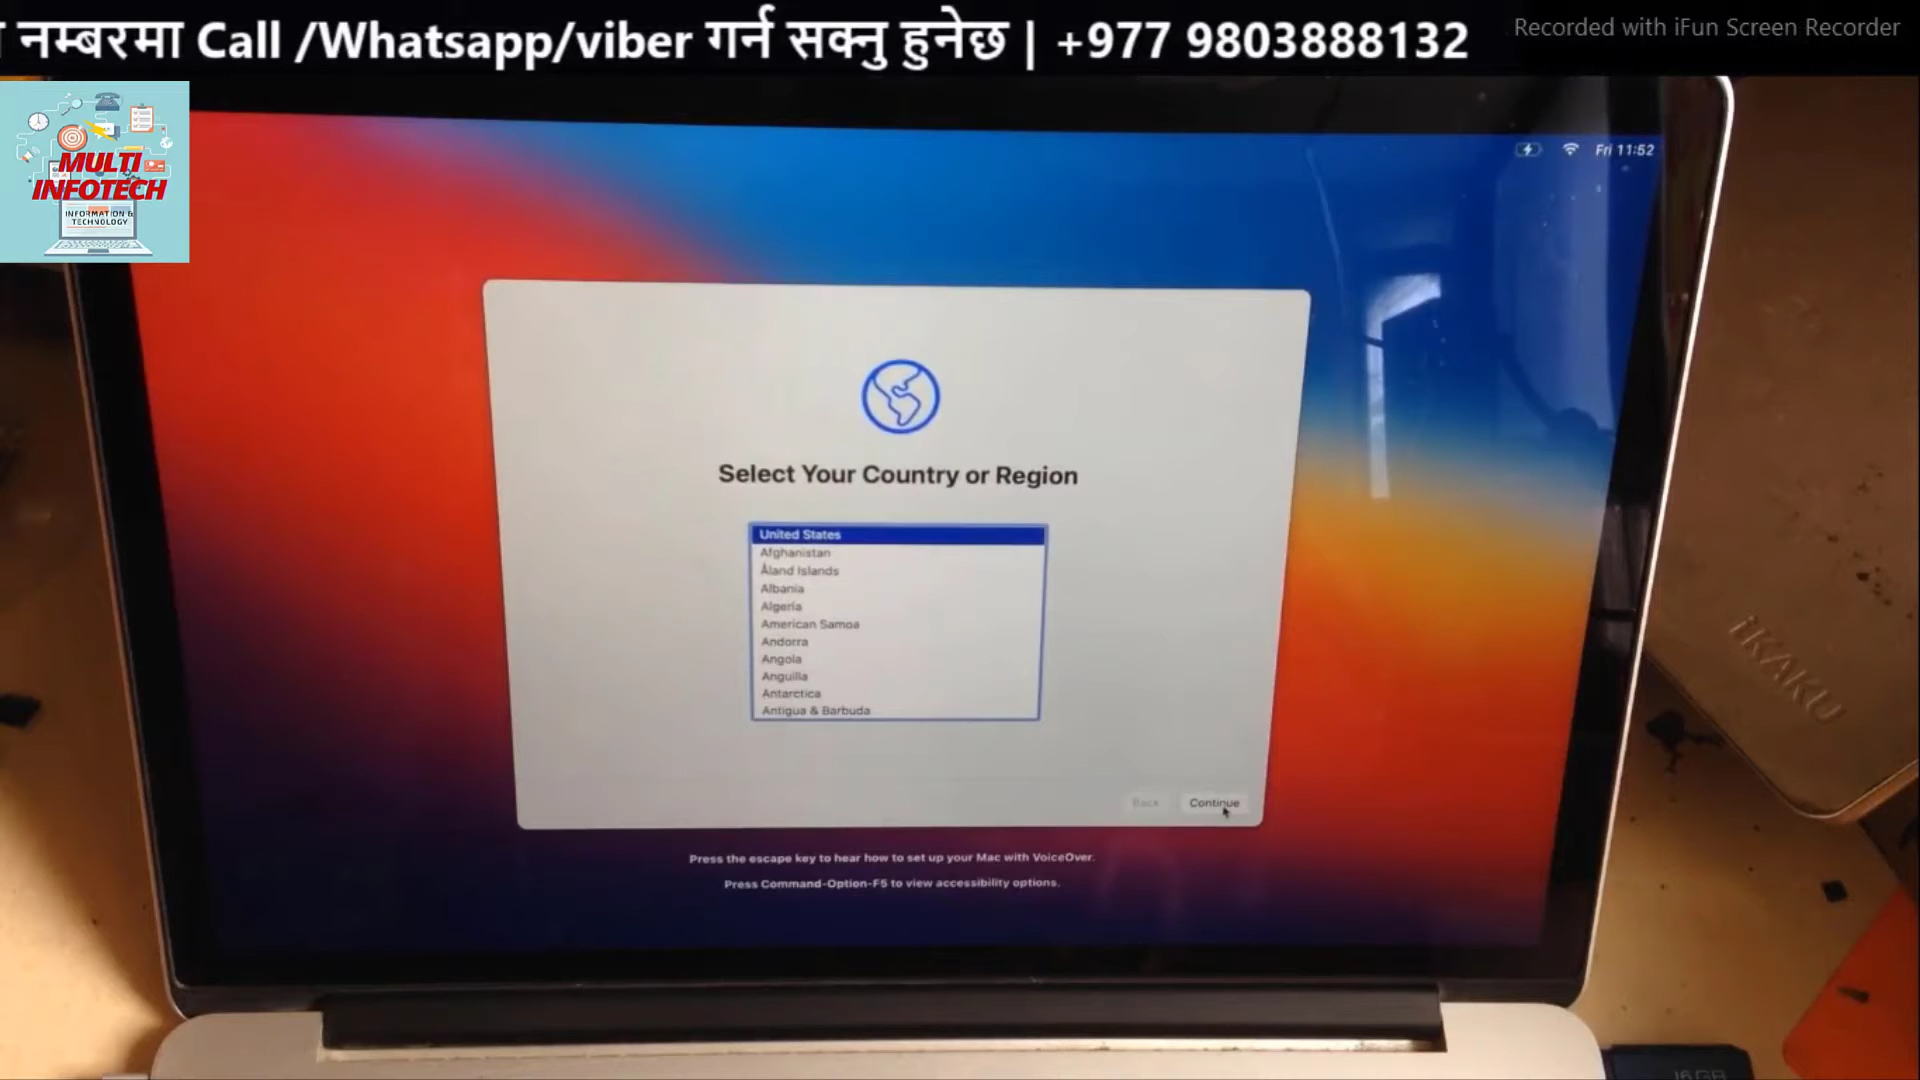 नम्बरमा Call /Whatsapp/viber गर्न सक्नु हुनेछ | +977 9803888132
Recorded with iFun Screen Recorder
MULTI
INFOTECH
INFORMATION &
TECHNOLOGY
Fri 11:52
Select Your Country or Region
United States
Afghanistan
Åland Islands
Albania
Algeria
American Samoa
Andorra
Angola
Anguilla
Antarctica
Antigua & Barbuda
Back
Continue
Press the escape key to hear how to set up your Mac with VoiceOver.
Press Command-Option-F5 to view accessibility options.
iKAKU
16GB